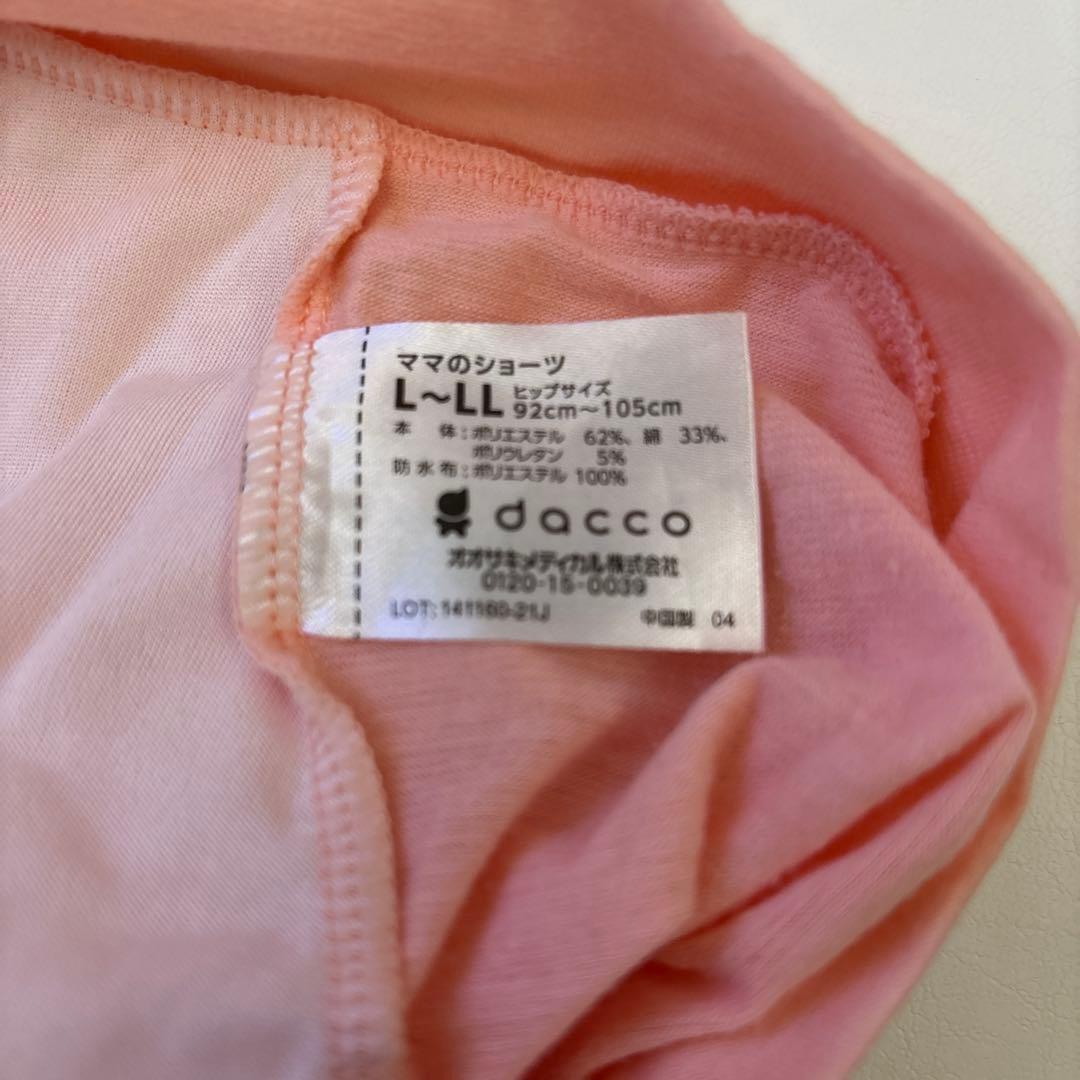 ママのショーツ
L～LL ヒップサイズ 92cm～105cm
本 体：ポリエステル 62%、綿 33%、
ポリウレタン 5%
防水布：ポリエステル 100%
dacco
オオサキメディカル株式会社
0120-15-0039
LOT: 141160-21J 中国製 04